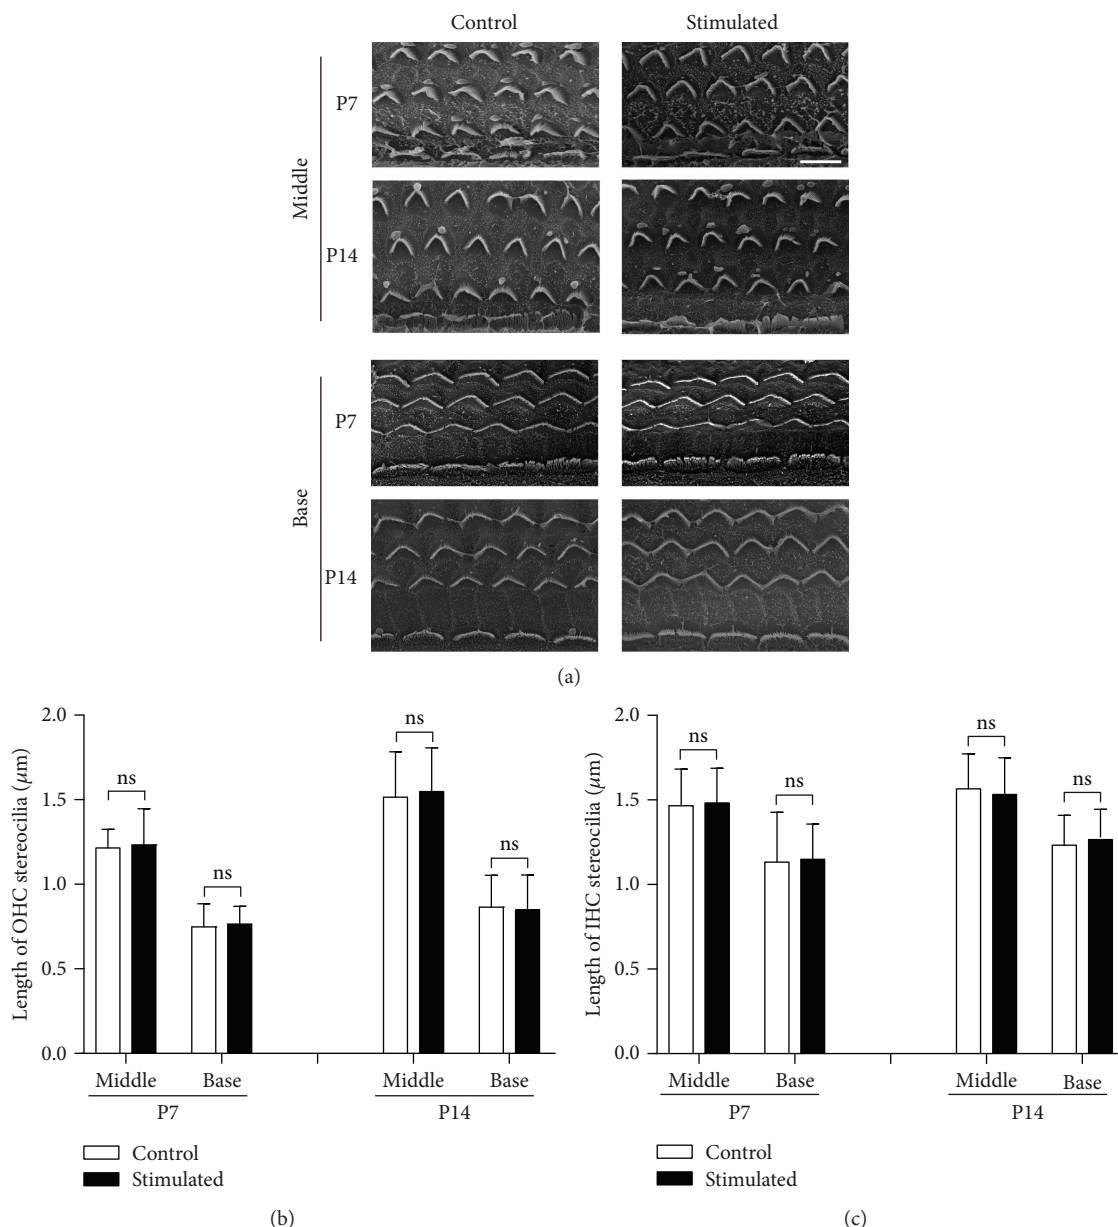 Control Stimulated
Middle
P7
P14
Base
P7
P14
(a)
Length of OHC stereocilia (μm)
2.0
1.5
1.0
0.5
0.0
ns
ns
ns
ns
Middle Base Middle Base
P7 P14
Control
Stimulated
(b)
Length of IHC stereocilia (μm)
2.0
1.5
1.0
0.5
0.0
ns
ns
ns
ns
Middle Base Middle Base
P7 P14
Control
Stimulated
(c)